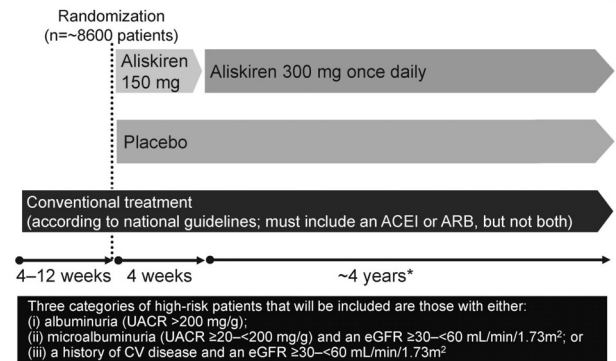 Randomization
(n=~8600 patients)
Aliskiren
150 mg
Aliskiren 300 mg once daily
Placebo
Conventional treatment
(according to national guidelines; must include an ACEI or ARB, but not both)
4–12 weeks
4 weeks
~4 years*
Three categories of high-risk patients that will be included are those with either:
(i) albuminuria (UACR >200 mg/g);
(ii) microalbuminuria (UACR ≥20–<200 mg/g) and an eGFR ≥30–<60 mL/min/1.73m²; or
(iii) a history of CV disease and an eGFR ≥30–<60 mL/min/1.73m²